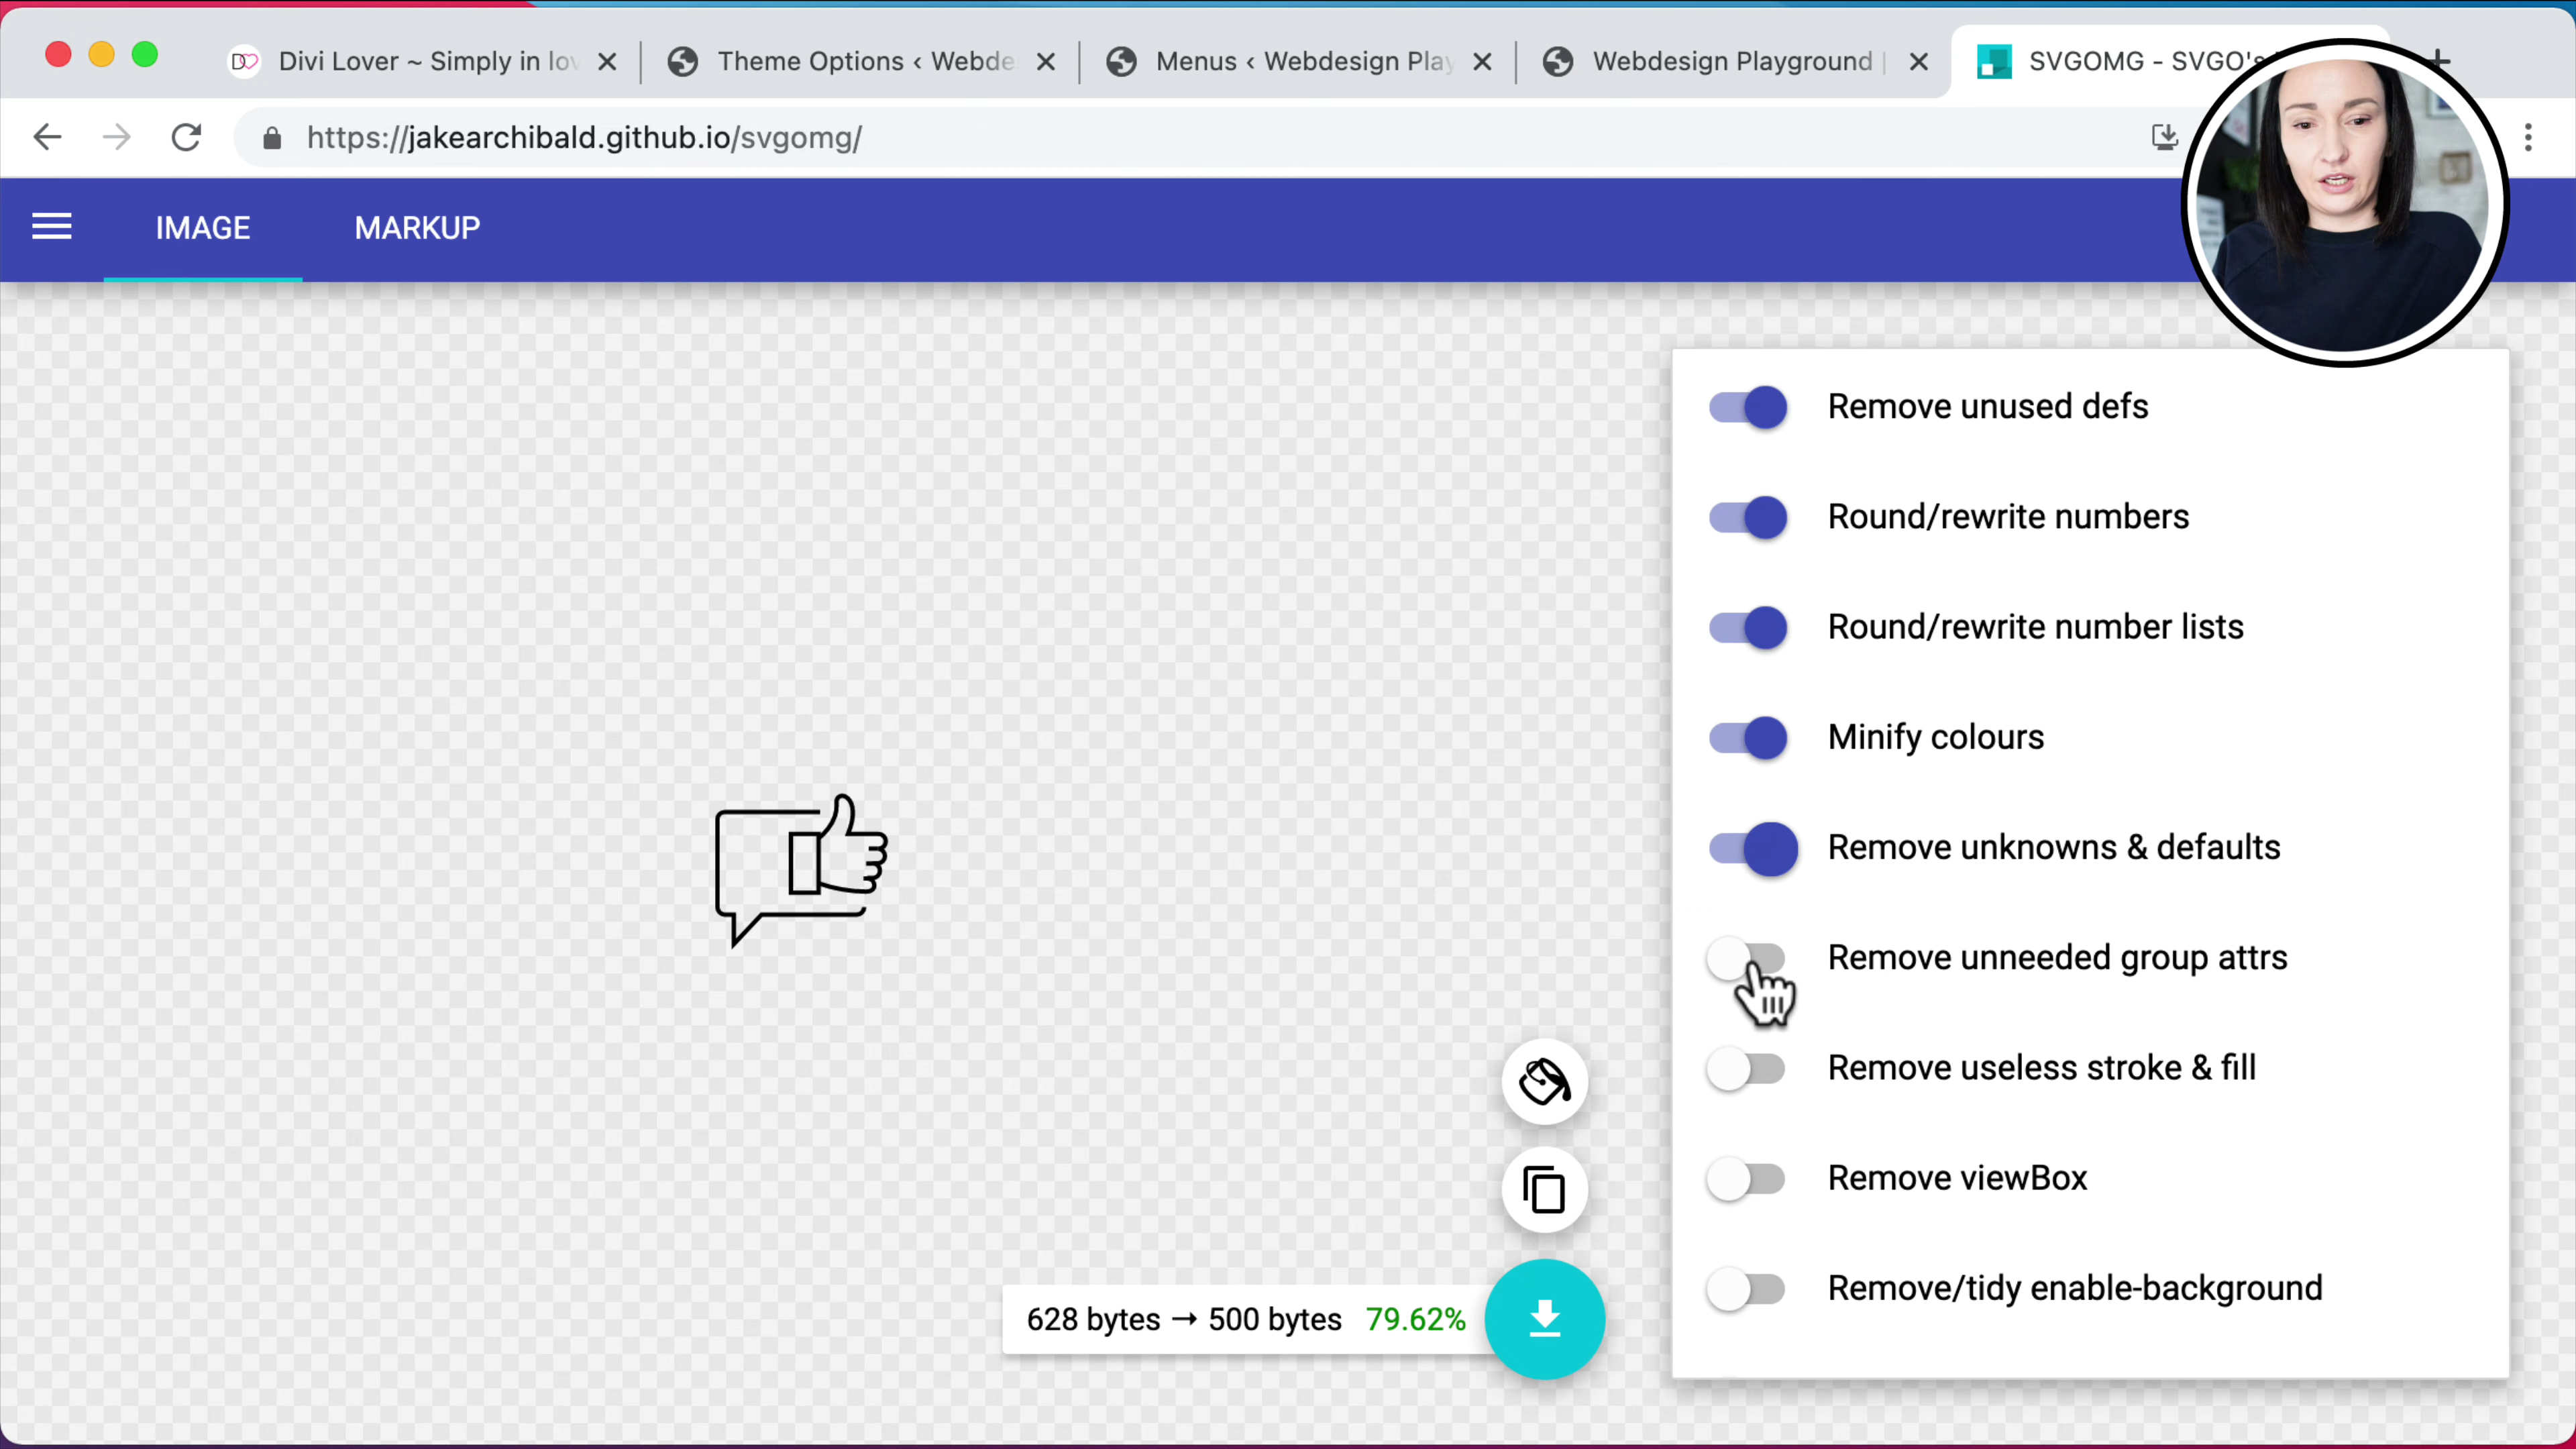 Divi Lover ~ Simply in lov
Theme Options ‹ Webde
Menus ‹ Webdesign Play
Webdesign Playground |
SVGOMG - SVGO's
https://jakearchibald.github.io/svgomg/
IMAGE
MARKUP
Remove unused defs
Round/rewrite numbers
Round/rewrite number lists
Minify colours
Remove unknowns & defaults
Remove unneeded group attrs
Remove useless stroke & fill
Remove viewBox
Remove/tidy enable-background
628 bytes → 500 bytes 79.62%